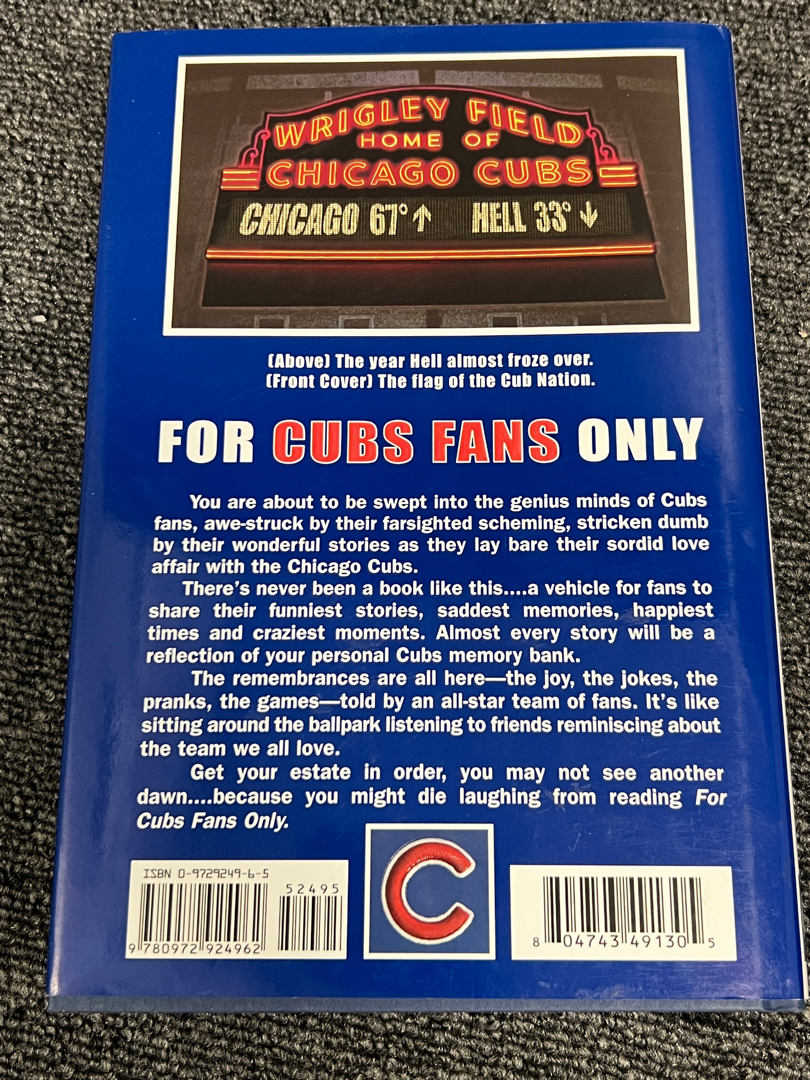 WRIGLEY FIELD
HOME OF
CHICAGO CUBS
CHICAGO 67°↑ HELL 33°↓
(Above) The year Hell almost froze over.
(Front Cover) The flag of the Cub Nation.
FOR CUBS FANS ONLY
You are about to be swept into the genius minds of Cubs
fans, awe-struck by their farsighted scheming, stricken dumb
by their wonderful stories as they lay bare their sordid love
affair with the Chicago Cubs.
There's never been a book like this....a vehicle for fans to
share their funniest stories, saddest memories, happiest
times and craziest moments. Almost every story will be a
reflection of your personal Cubs memory bank.
The remembrances are all here—the joy, the jokes, the
pranks, the games—told by an all-star team of fans. It's like
sitting around the ballpark listening to friends reminiscing about
the team we all love.
Get your estate in order, you may not see another
dawn....because you might die laughing from reading For
Cubs Fans Only.
C
ISBN 0-9729249-6-5
52495
9 780972 924962
8 04743 49130 5